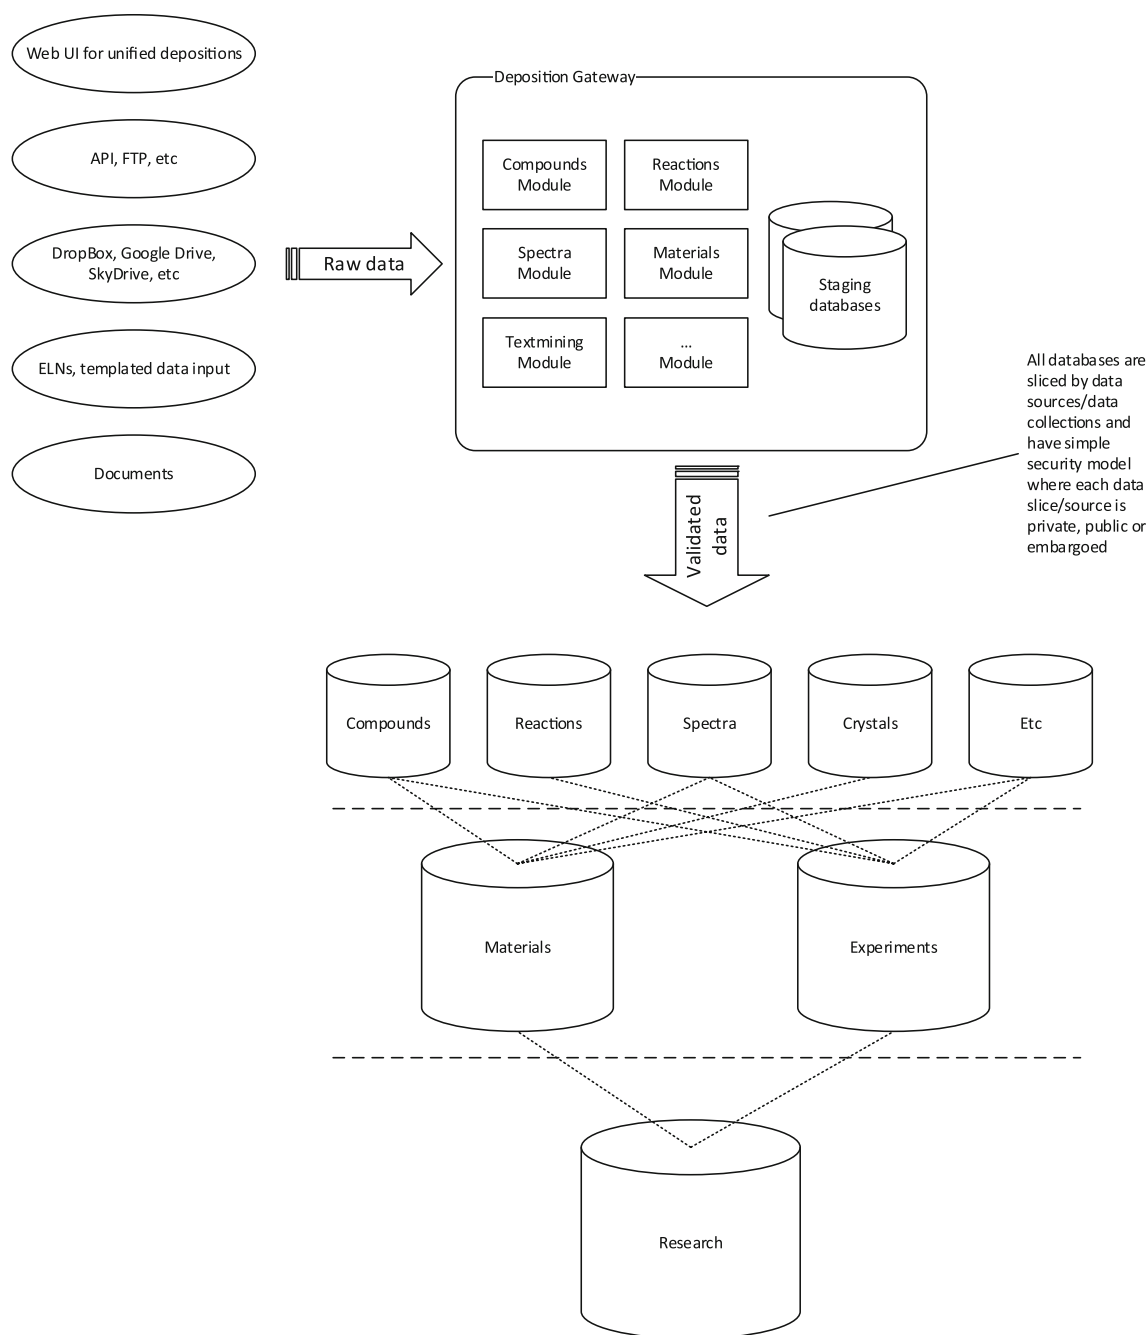 Web UI for unified depositions
API, FTP, etc
DropBox, Google Drive,
SkyDrive, etc
ELNs, templated data input
Documents
Raw data
Deposition Gateway
Compounds
Module
Reactions
Module
Spectra
Module
Materials
Module
Textmining
Module
...
Module
Staging
databases
All databases are
sliced by data
sources/data
collections and
have simple
security model
where each data
slice/source is
private, public or
embargoed
Validated
data
Compounds
Reactions
Spectra
Crystals
Etc
Materials
Experiments
Research